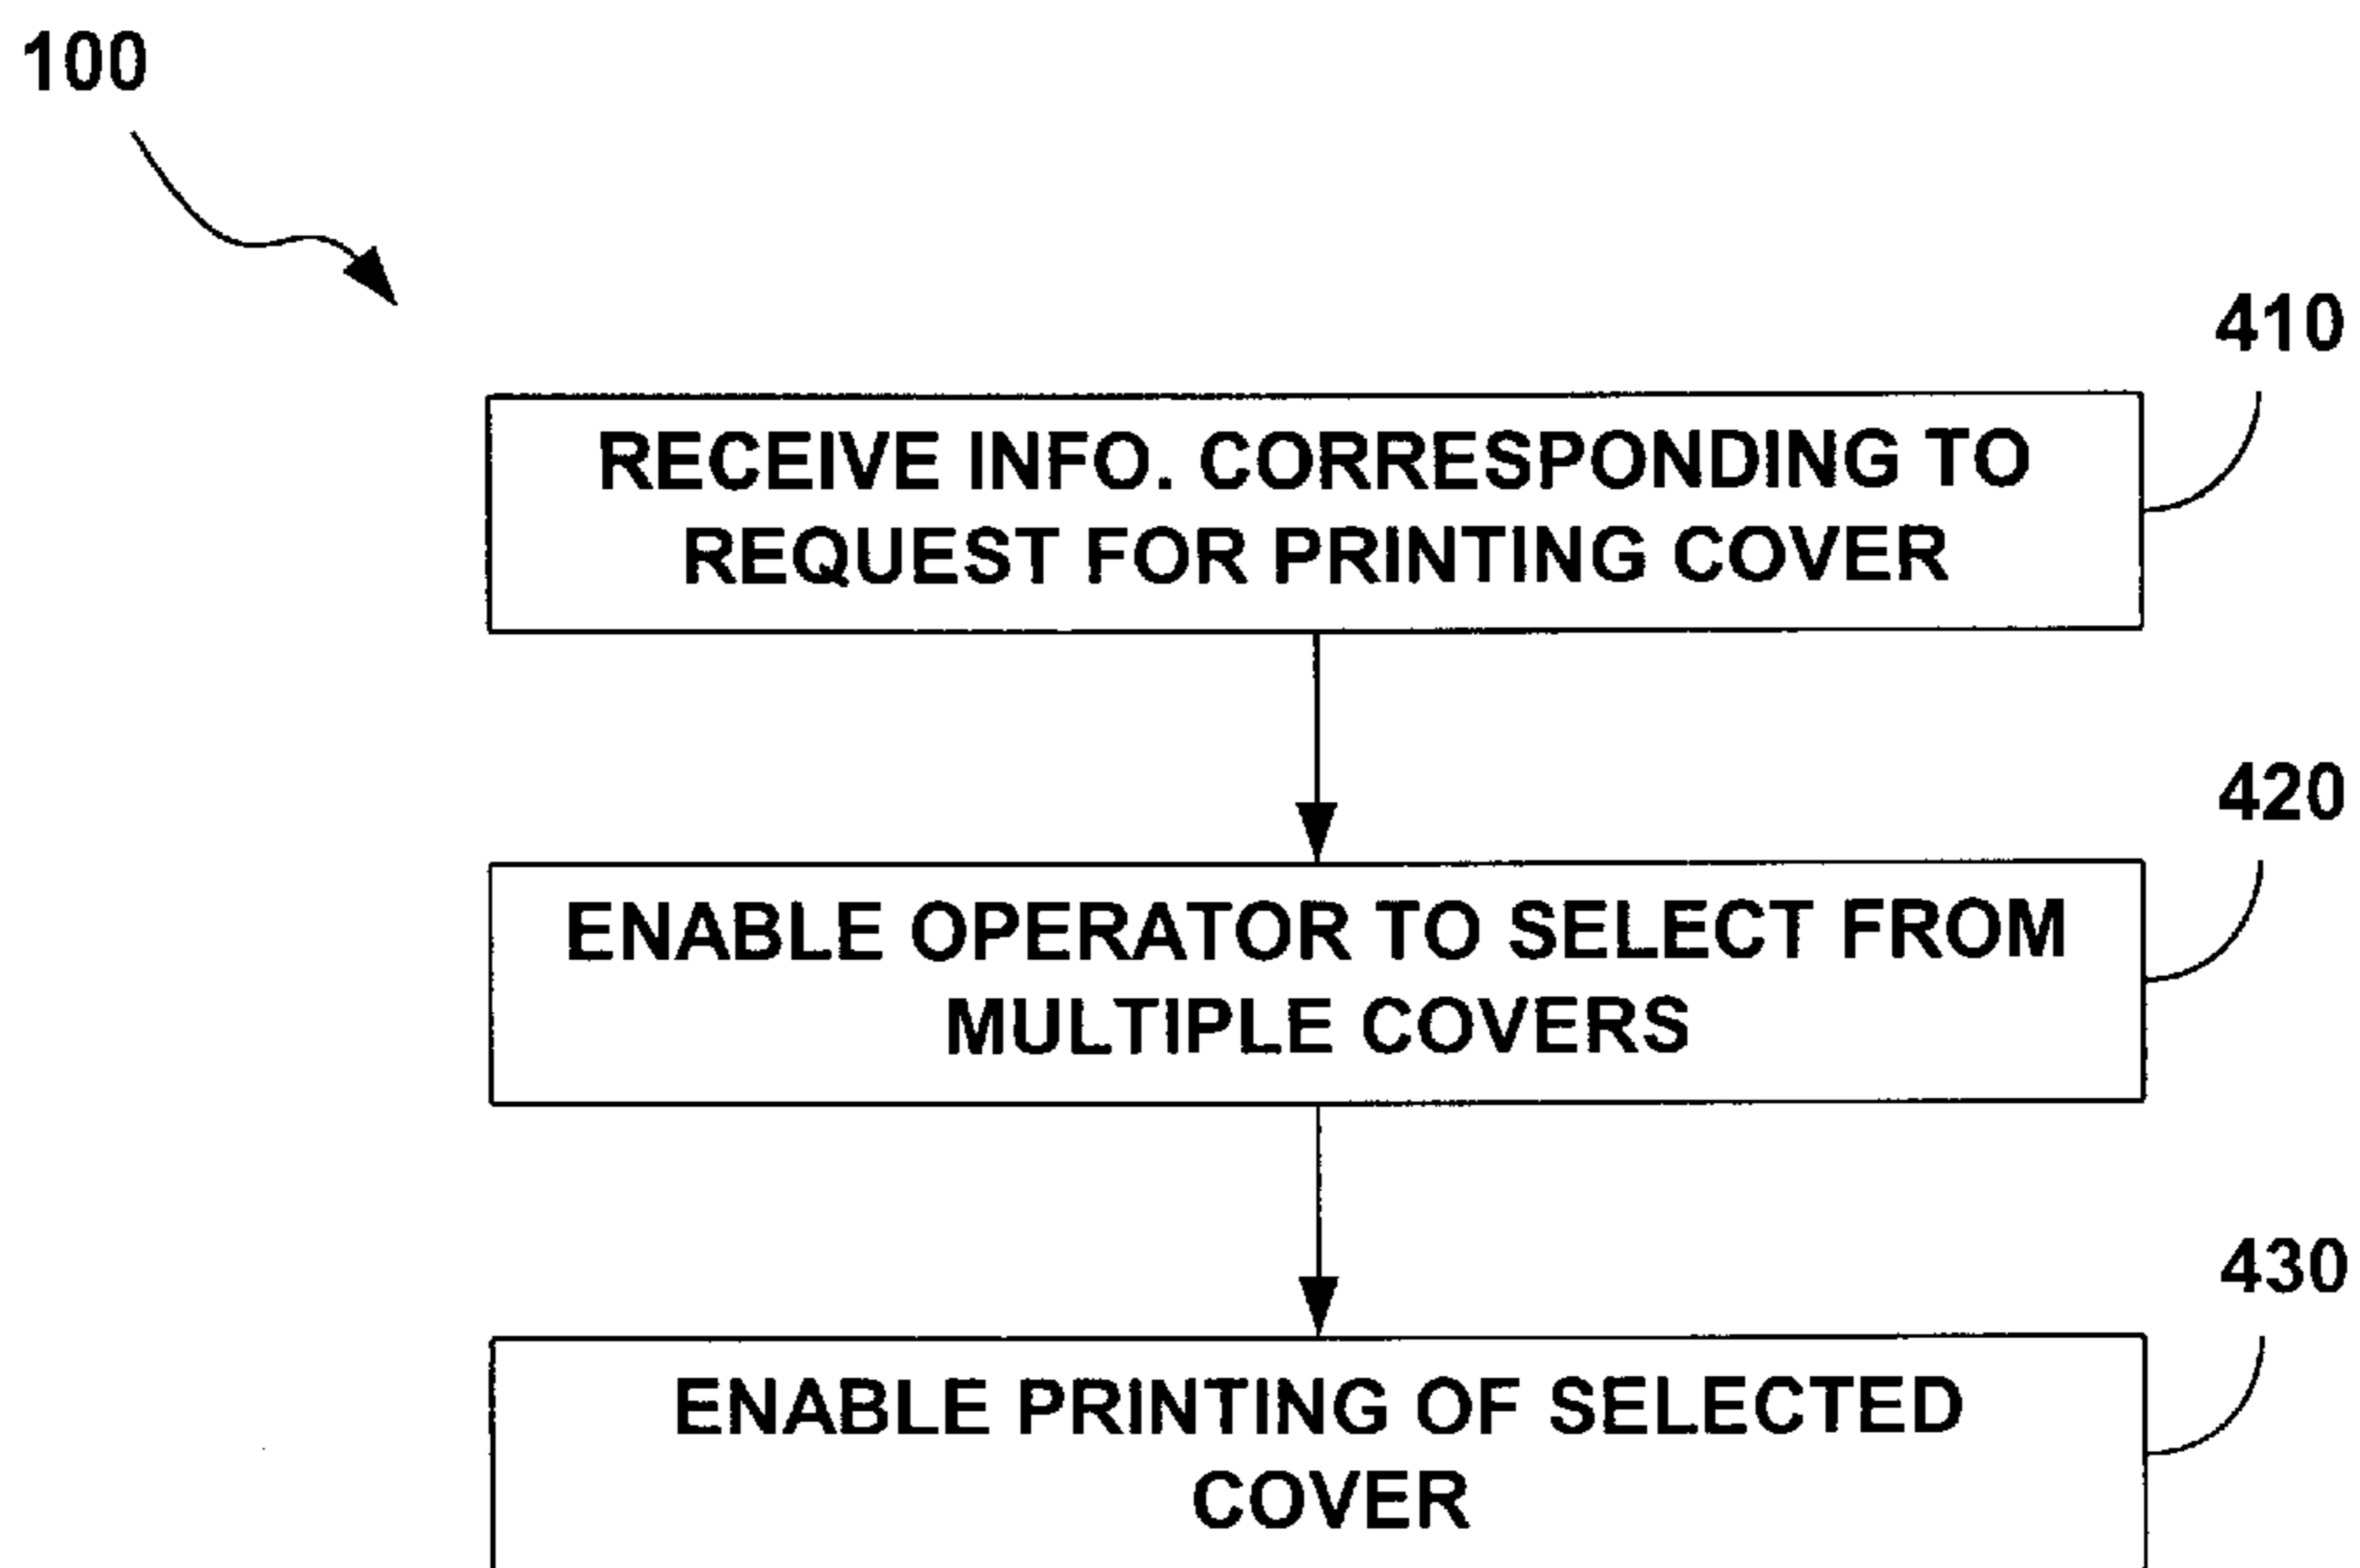 100
410
RECEIVE INFO. CORRESPONDING TO
REQUEST FOR PRINTING COVER
420
ENABLE OPERATOR TO SELECT FROM
MULTIPLE COVERS
430
ENABLE PRINTING OF SELECTED
COVER